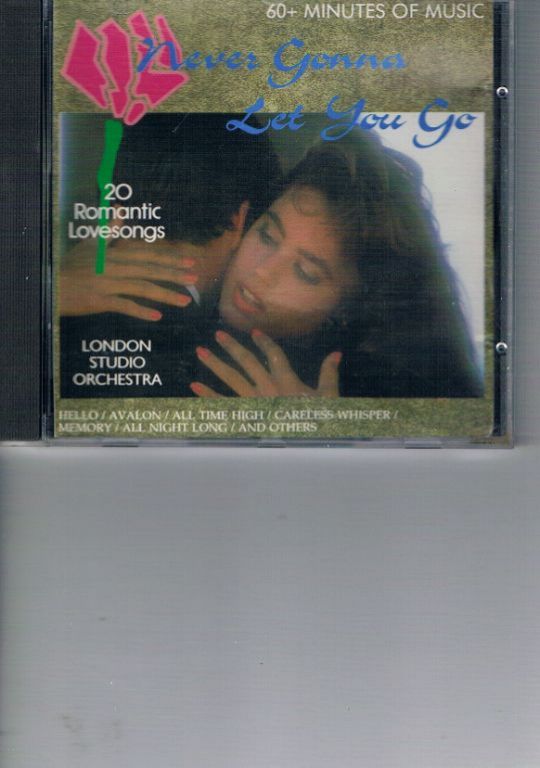 60+ MINUTES OF MUSIC
Never Gonna
Let You Go
20
Romantic
Lovesongs
LONDON
STUDIO
ORCHESTRA
HELLO / AVALON / ALL TIME HIGH / CARELESS WHISPER /
MEMORY / ALL NIGHT LONG / AND OTHERS